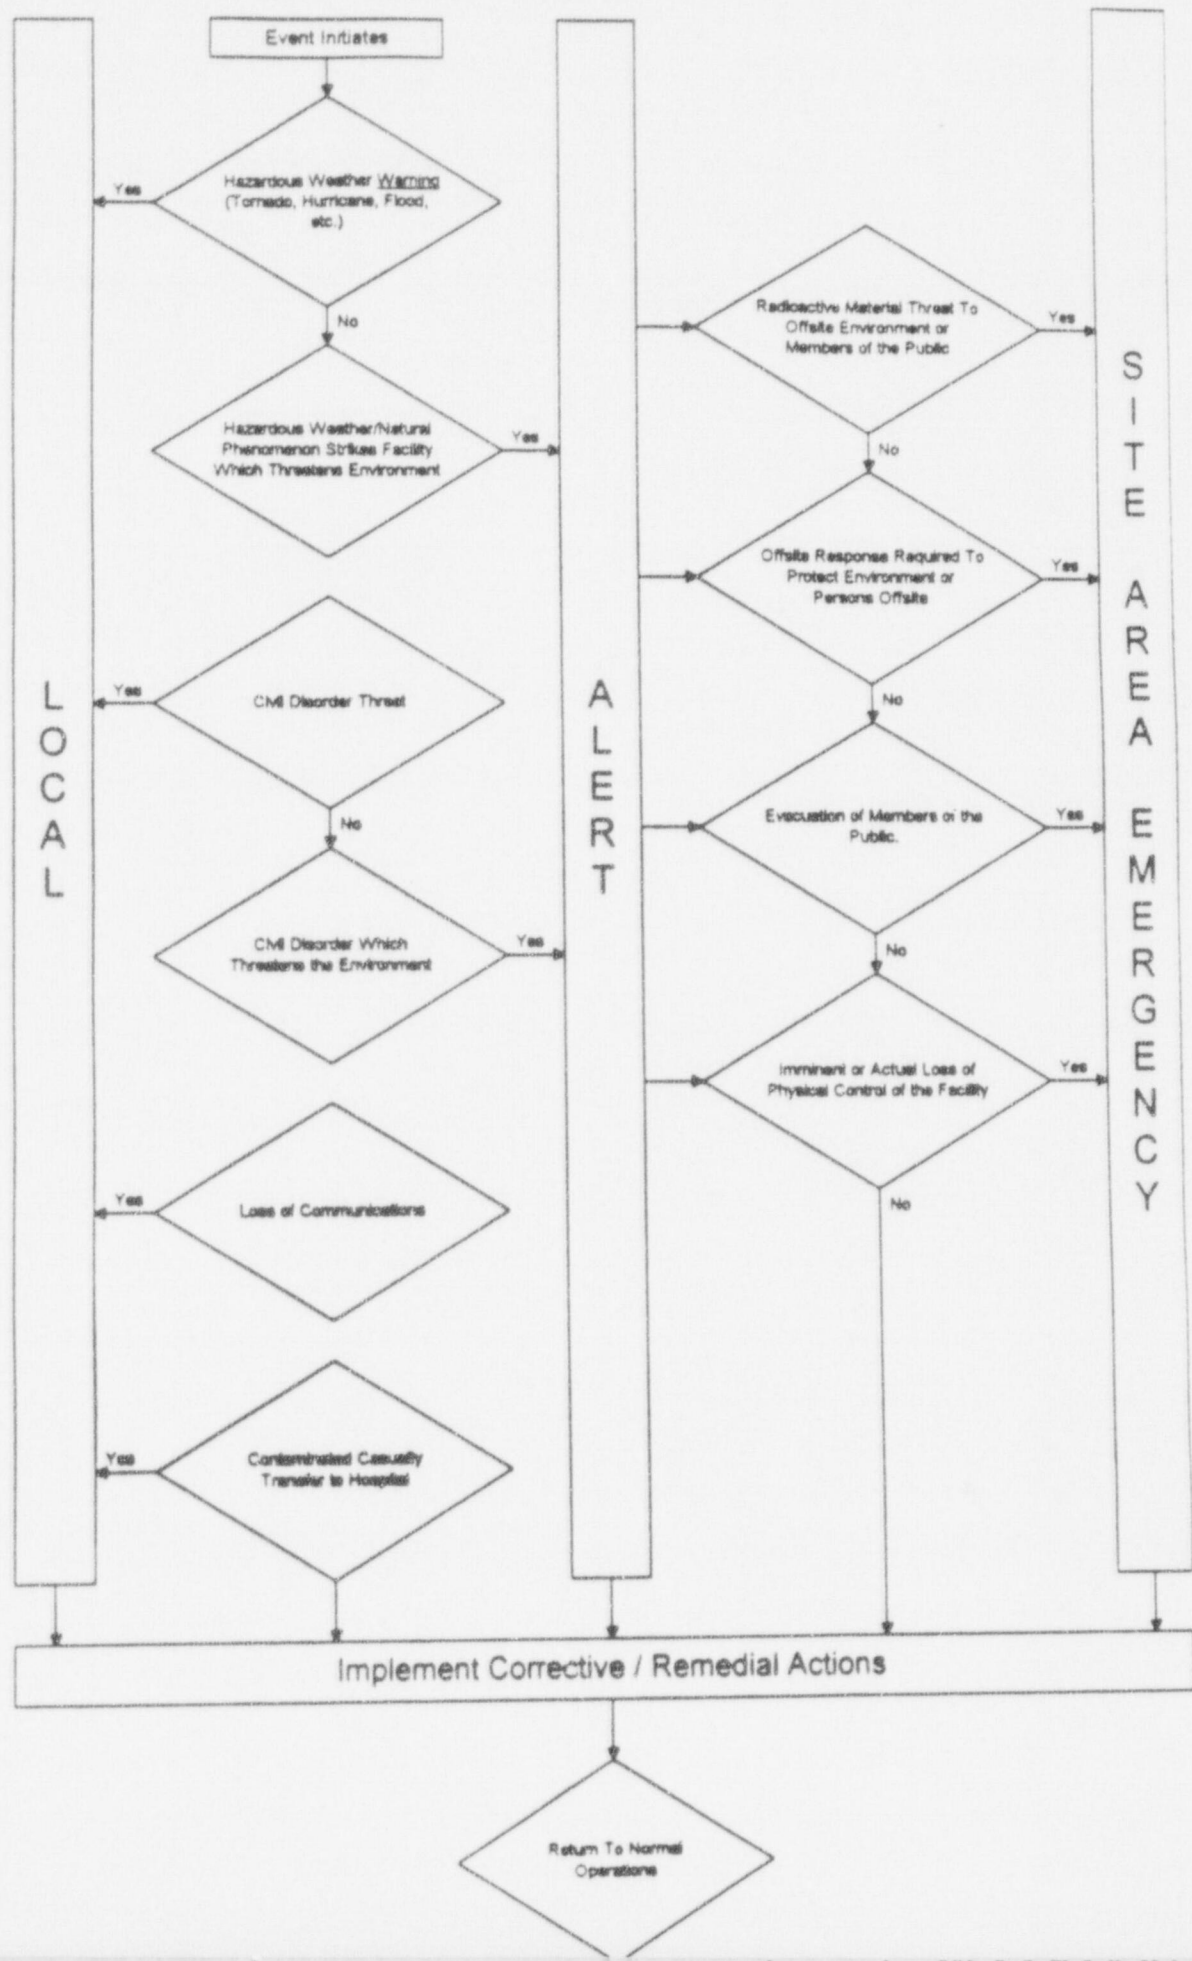 Event Initiates
Hazardous Weather Warning
(Tornado, Hurricane, Flood,
etc.)
Yes
No
Hazardous Weather/Natural
Phenomenon Strikes Facility
Which Threatens Environment
Yes
Civil Disorder Threat
Yes
No
Civil Disorder Which
Threatens the Environment
Yes
Loss of Communications
Yes
Contaminated Casualty
Transfer to Hospital
Yes
LOCAL
ALERT
Radioactive Material Threat To
Offsite Environment or
Members of the Public
Yes
No
Offsite Response Required To
Protect Environment or
Persons Offsite
Yes
No
Evacuation of Members of the
Public.
Yes
No
Imminent or Actual Loss of
Physical Control of the Facility
Yes
No
SITE AREA EMERGENCY
Implement Corrective / Remedial Actions
Return To Normal
Operations